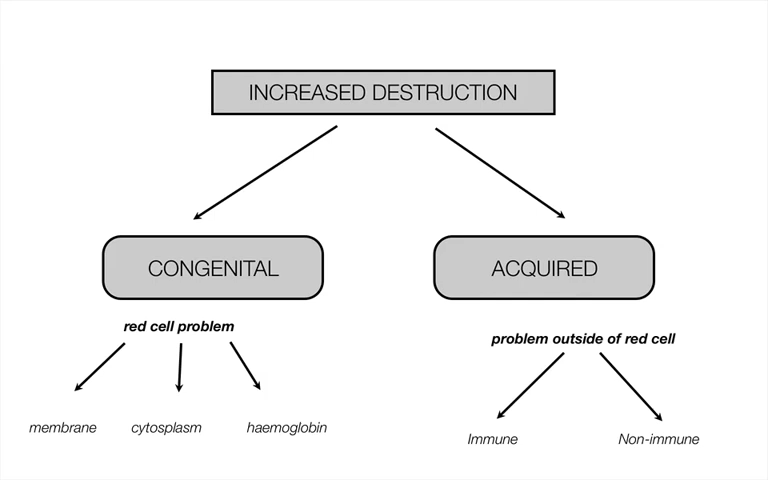 INCREASED DESTRUCTION
CONGENITAL
ACQUIRED
red cell problem
problem outside of red cell
membrane
cytosplasm
haemoglobin
Immune
Non-immune